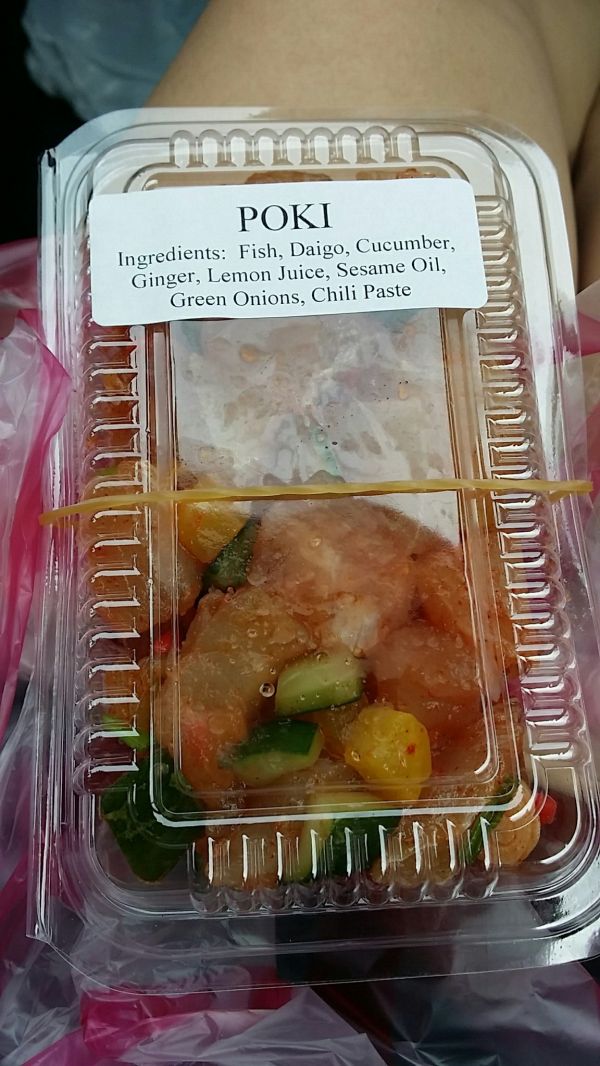 POKI
Ingredients: Fish, Daigo, Cucumber,
Ginger, Lemon Juice, Sesame Oil,
Green Onions, Chili Paste